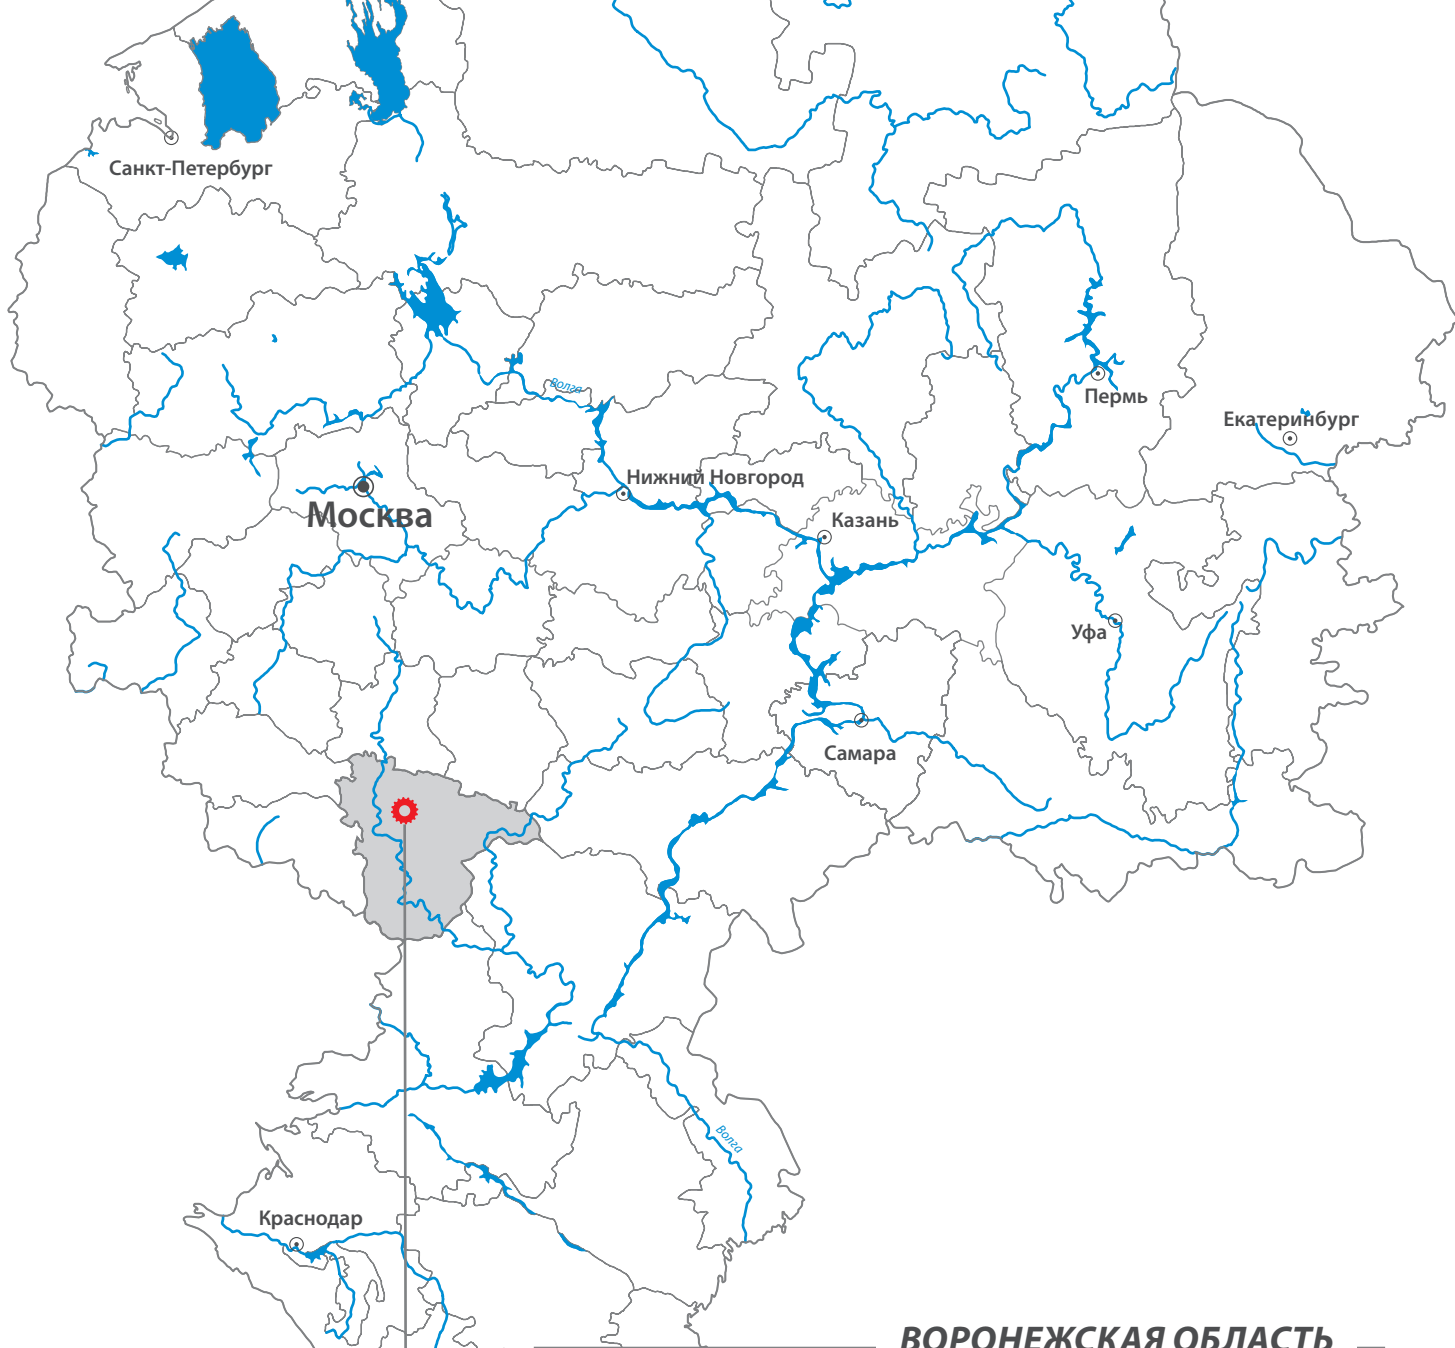 Санкт-Петербург
Волга
Пермь
Екатеринбург
Нижний Новгород
Москва
Казань
Уфа
Самара
Волга
Краснодар
ВОРОНЕЖСКАЯ ОБЛАСТЬ